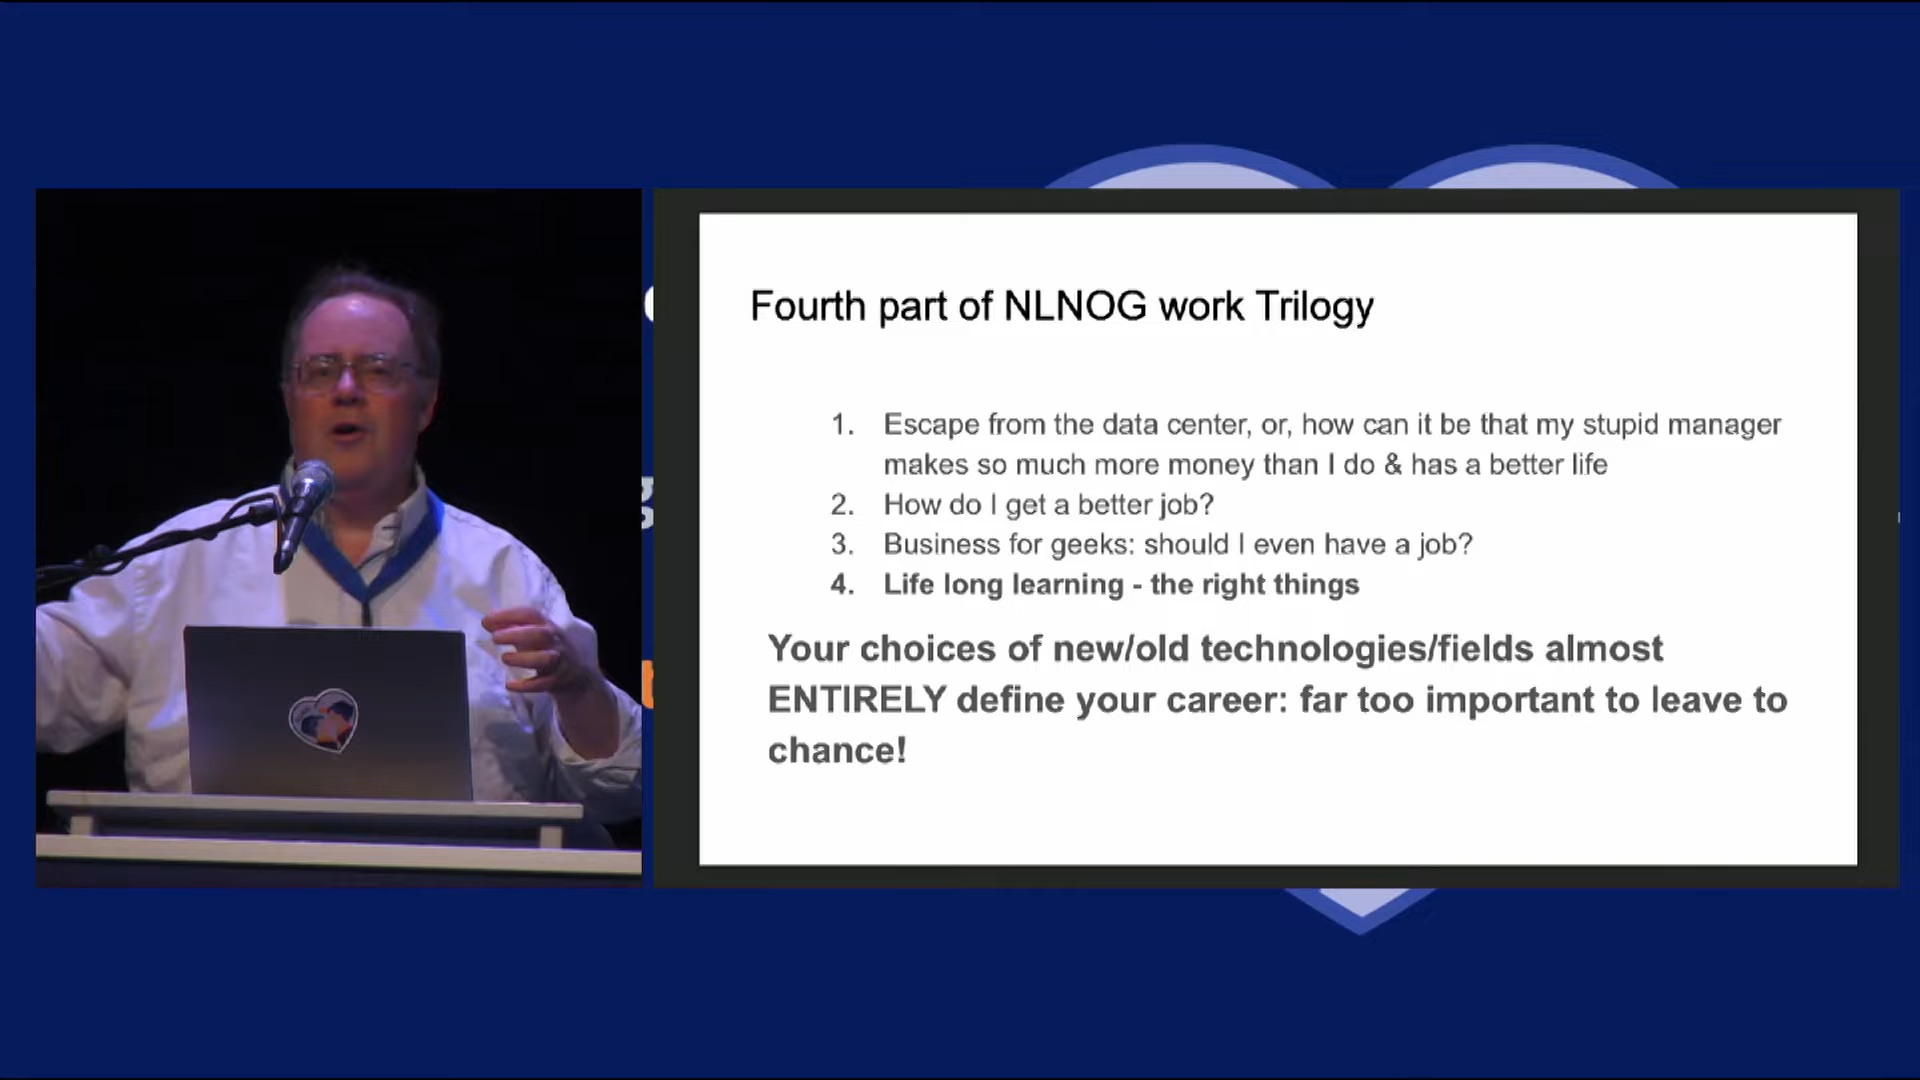 Fourth part of NLNOG work Trilogy
1. Escape from the data center, or, how can it be that my stupid manager
makes so much more money than I do & has a better life
2. How do I get a better job?
3. Business for geeks: should I even have a job?
4. Life long learning - the right things
Your choices of new/old technologies/fields almost
ENTIRELY define your career: far too important to leave to
chance!